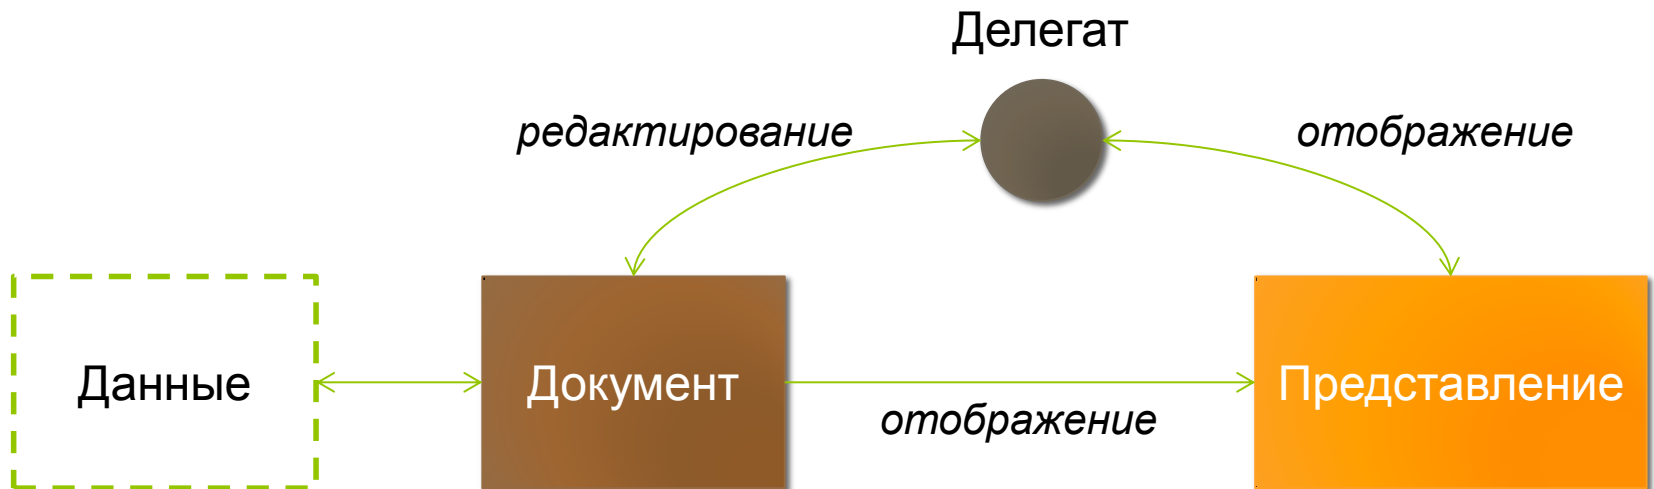 Делегат
редактирование
отображение
Данные
Документ
Представление
отображение